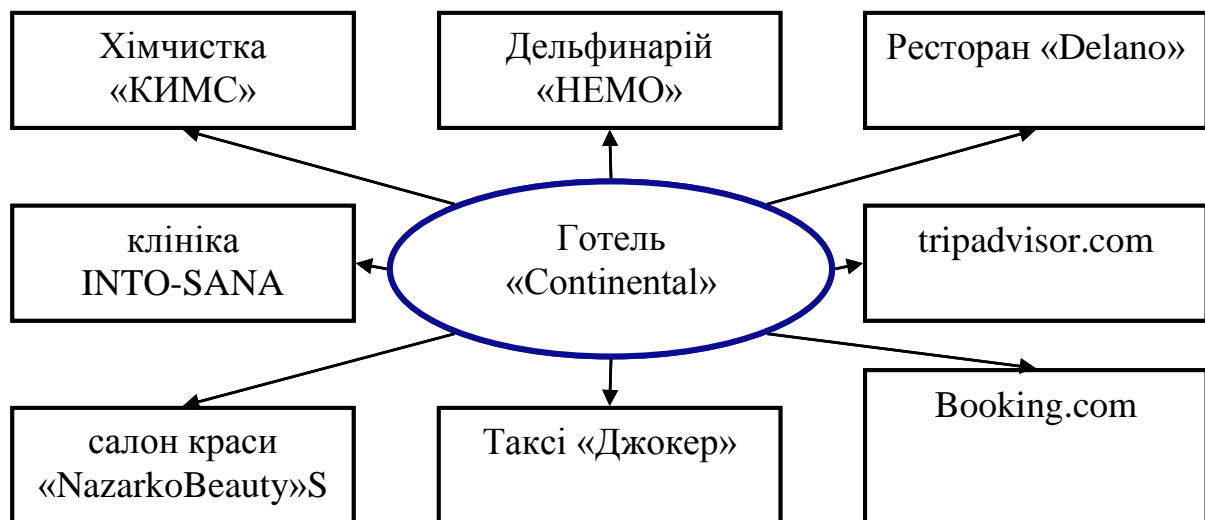 Хімчистка
«КИМС»
Дельфинарій
«НЕМО»
Ресторан «Delano»
клініка
INTO-SANA
Готель
«Continental»
tripadvisor.com
салон краси
«NazarkoBeauty»S
Таксі «Джокер»
Booking.com